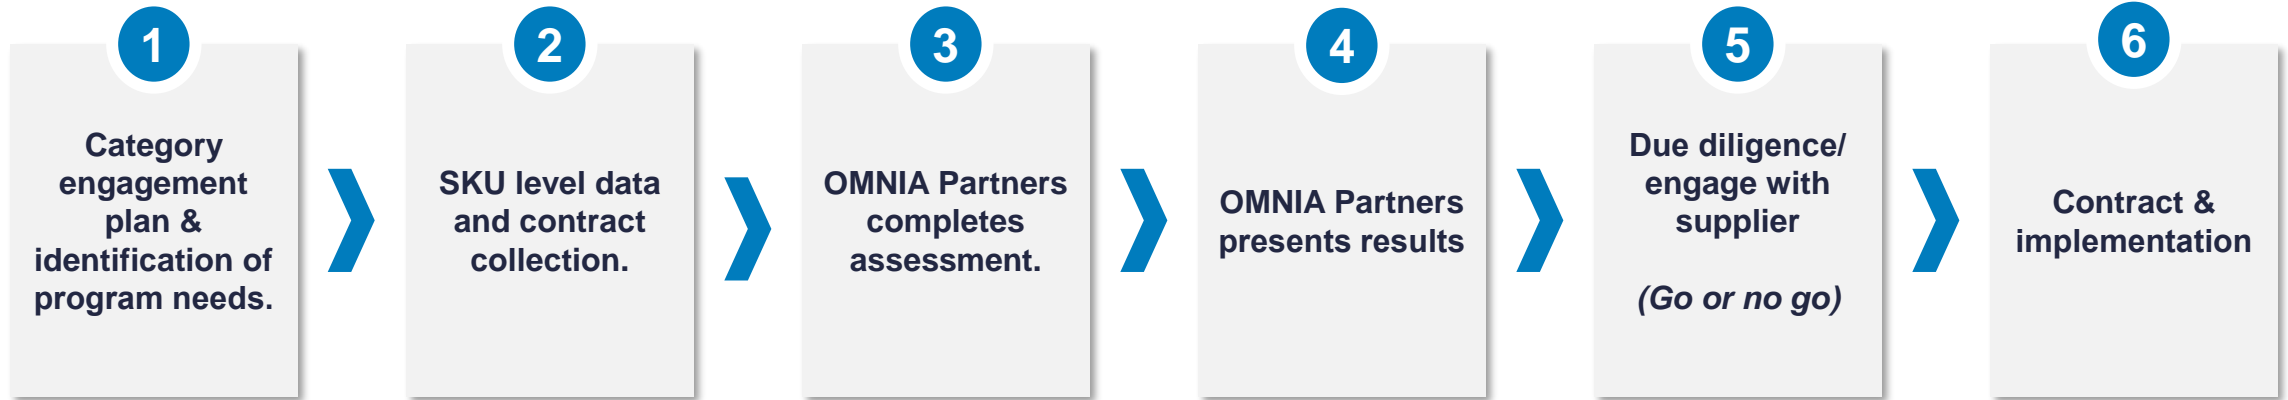 1
Category
engagement
plan &
identification of
program needs.
2
SKU level data
and contract
collection.
3
OMNIA Partners
completes
assessment.
4
OMNIA Partners
presents results
5
Due diligence/
engage with
supplier
(Go or no go)
6
Contract &
implementation